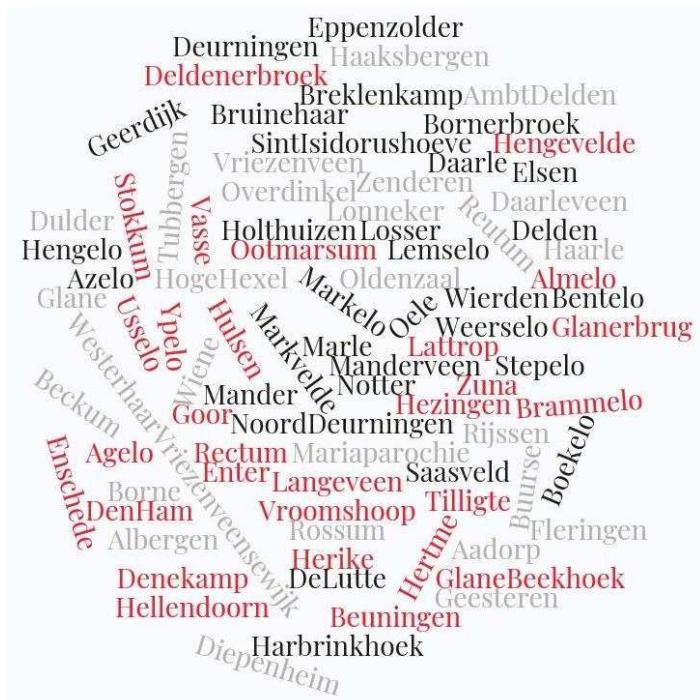 Eppenzolder
Deurningen
Haaksbergen
Deldenerbroek
Breklenkamp
AmbtDelden
Geerdijk
Bruinehaar
Bornerbroek
SintIsidorushoeve
Hengevelde
Tubbergen
Vriezenveen
Daarle
Elsen
Stokkum
Vasse
Overdinkel
Zenderen
Daarleveen
Lonneker
Reutum
Dulder
Holthuizen
Losser
Delden
Hengelo
Ootmarsum
Lemselo
Haarle
Azelo
HogeHexel
Oldenzaal
Almelo
Glane
Markelo
Oele
Wierden
Bentelo
Usselo
Ypelo
Hulsen
Markvelde
Weerselo
Glanerbrug
WesterhaarVriezenveensewijk
Wiene
Marle
Lattrop
Manderveen
Stepelo
Beckum
Mander
Notter
Zuna
Goor
Hezingen
Brammelo
NoordDeurningen
Rijssen
Boekelo
Enschede
Agelo
Rectum
Mariaparochie
Buurse
Enter
Saasveld
Borne
Langeveen
DenHam
Vroomshoop
Tilligte
Albergen
Rossum
Hertme
Fleringen
Herike
Aadorp
Denekamp
DeLutte
GlaneBeekhoek
Hellendoorn
Geesteren
Beuningen
Harbrinkhoek
Diepenheim